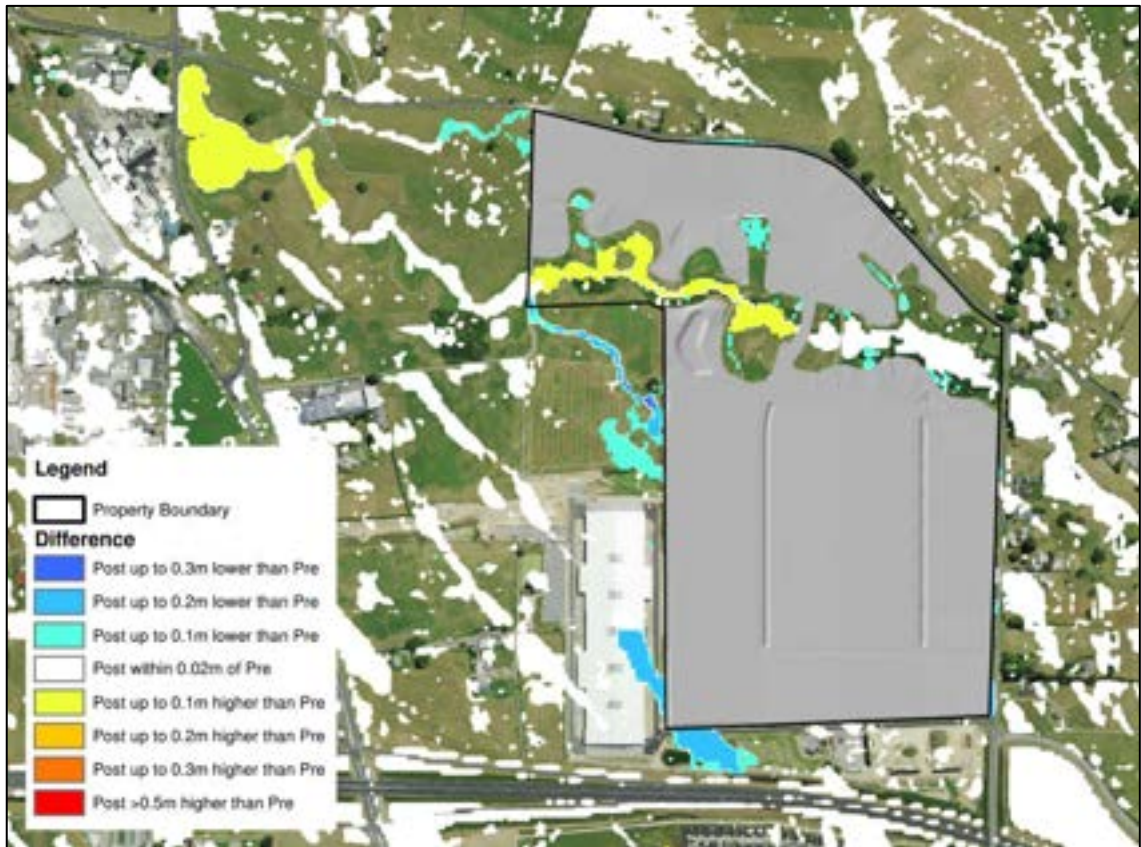 Legend
Property Boundary
Difference
Post up to 0.3m lower than Pre
Post up to 0.2m lower than Pre
Post up to 0.1m lower than Pre
Post within 0.02m of Pre
Post up to 0.1m higher than Pre
Post up to 0.2m higher than Pre
Post up to 0.3m higher than Pre
Post >0.5m higher than Pre